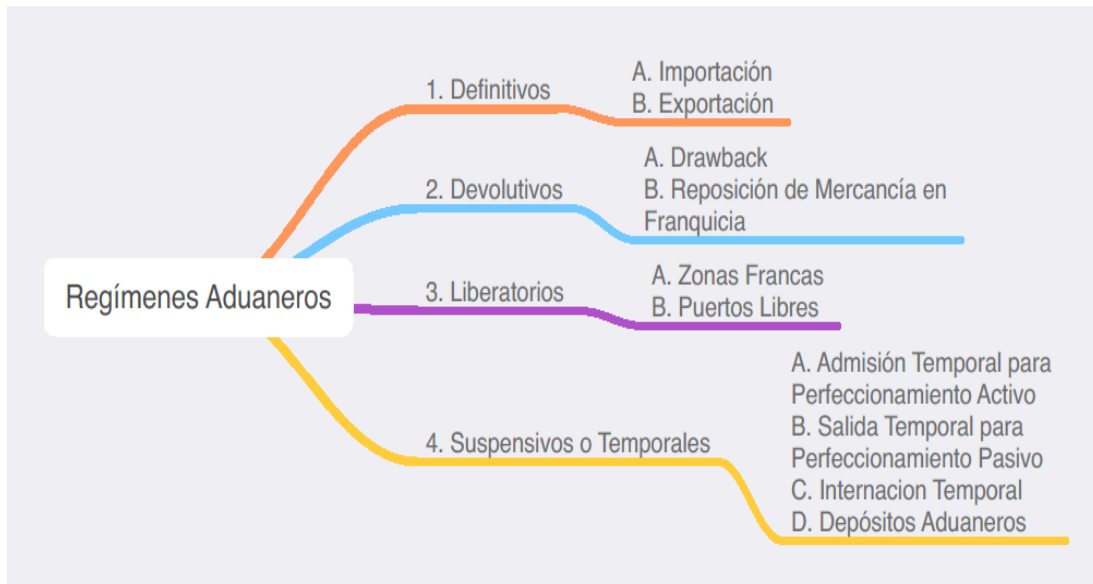 Regímenes Aduaneros
1. Definitivos
A. Importación
B. Exportación
2. Devolutivos
A. Drawback
B. Reposición de Mercancía en
Franquicia
3. Liberatorios
A. Zonas Francas
B. Puertos Libres
4. Suspensivos o Temporales
A. Admisión Temporal para
Perfeccionamiento Activo
B. Salida Temporal para
Perfeccionamiento Pasivo
C. Internacion Temporal
D. Depósitos Aduaneros